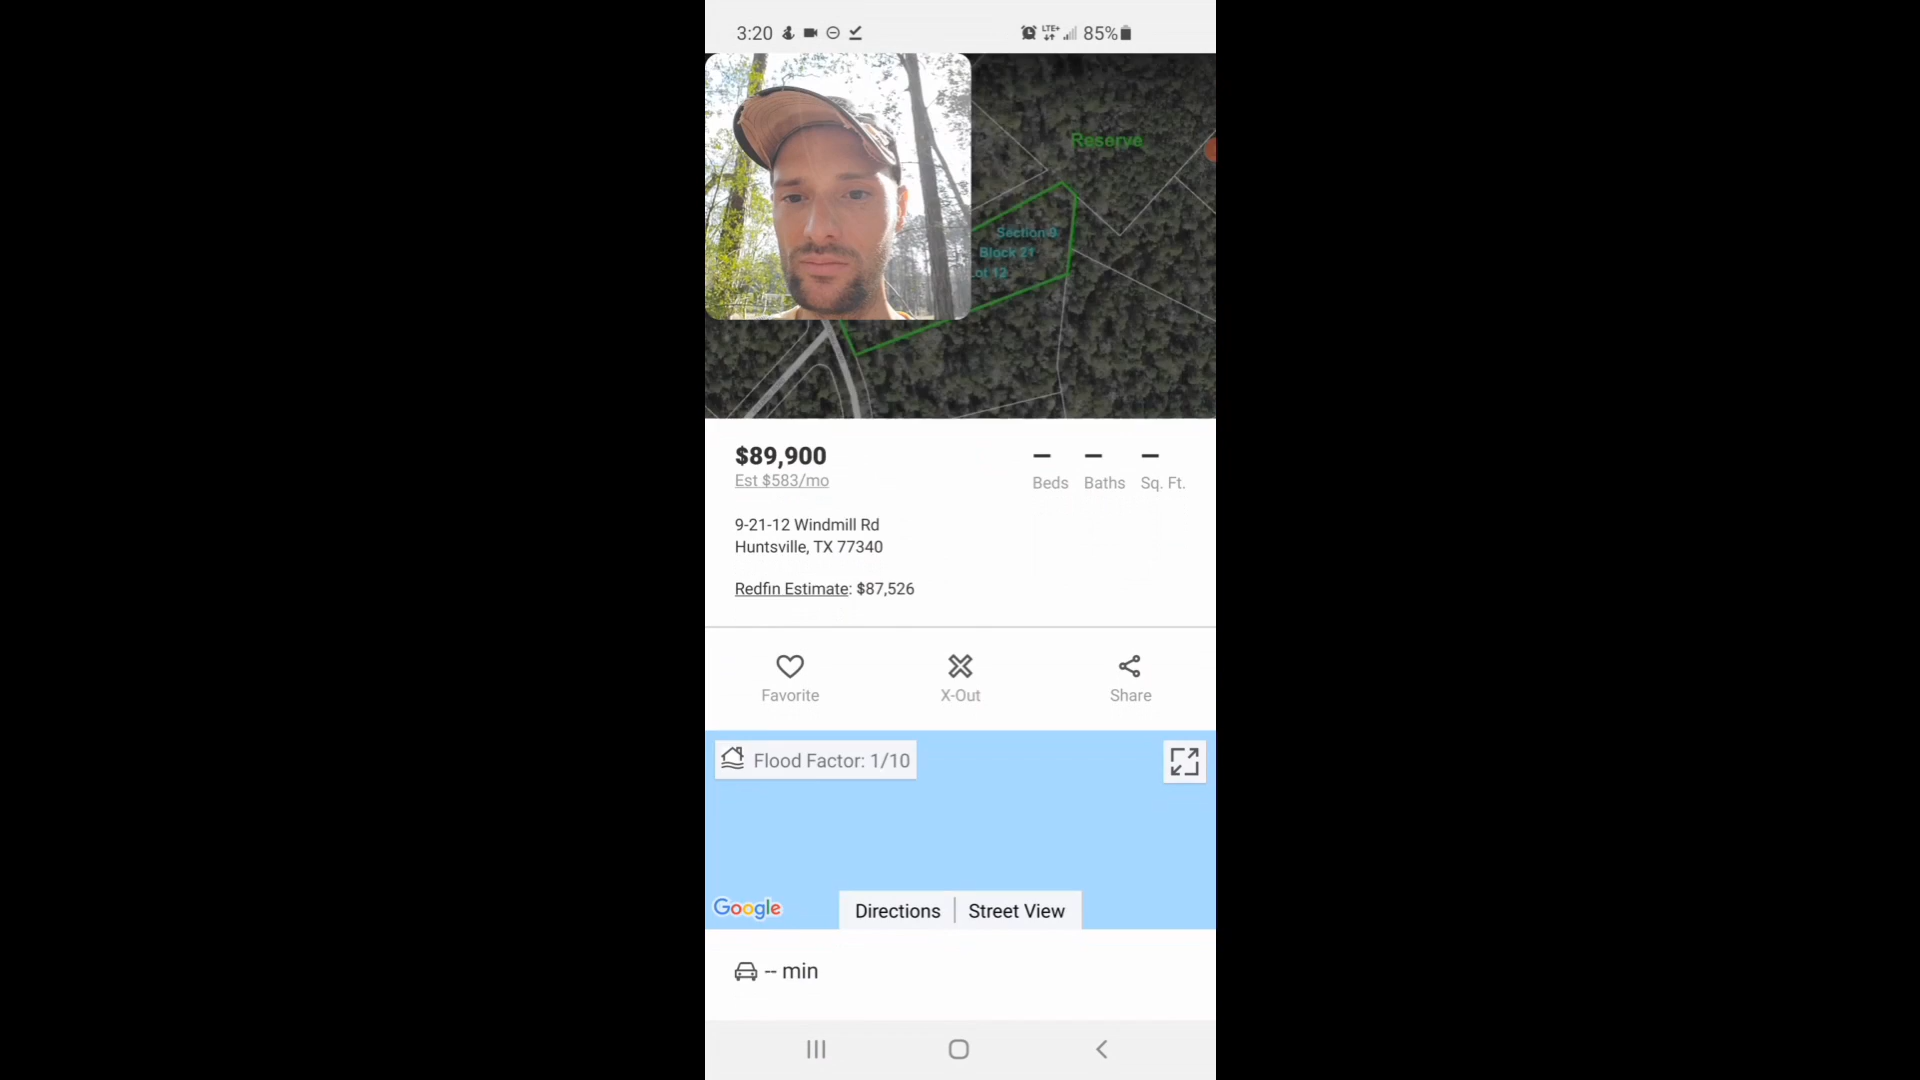 3:20
LTE+
85%
Reserve
Section 9
Block 21
ot 12
$89,900
Est $583/mo
– – –
Beds Baths Sq. Ft.
9-21-12 Windmill Rd
Huntsville, TX 77340
Redfin Estimate: $87,526
Favorite
X-Out
Share
Flood Factor: 1/10
Google
Directions
Street View
-- min